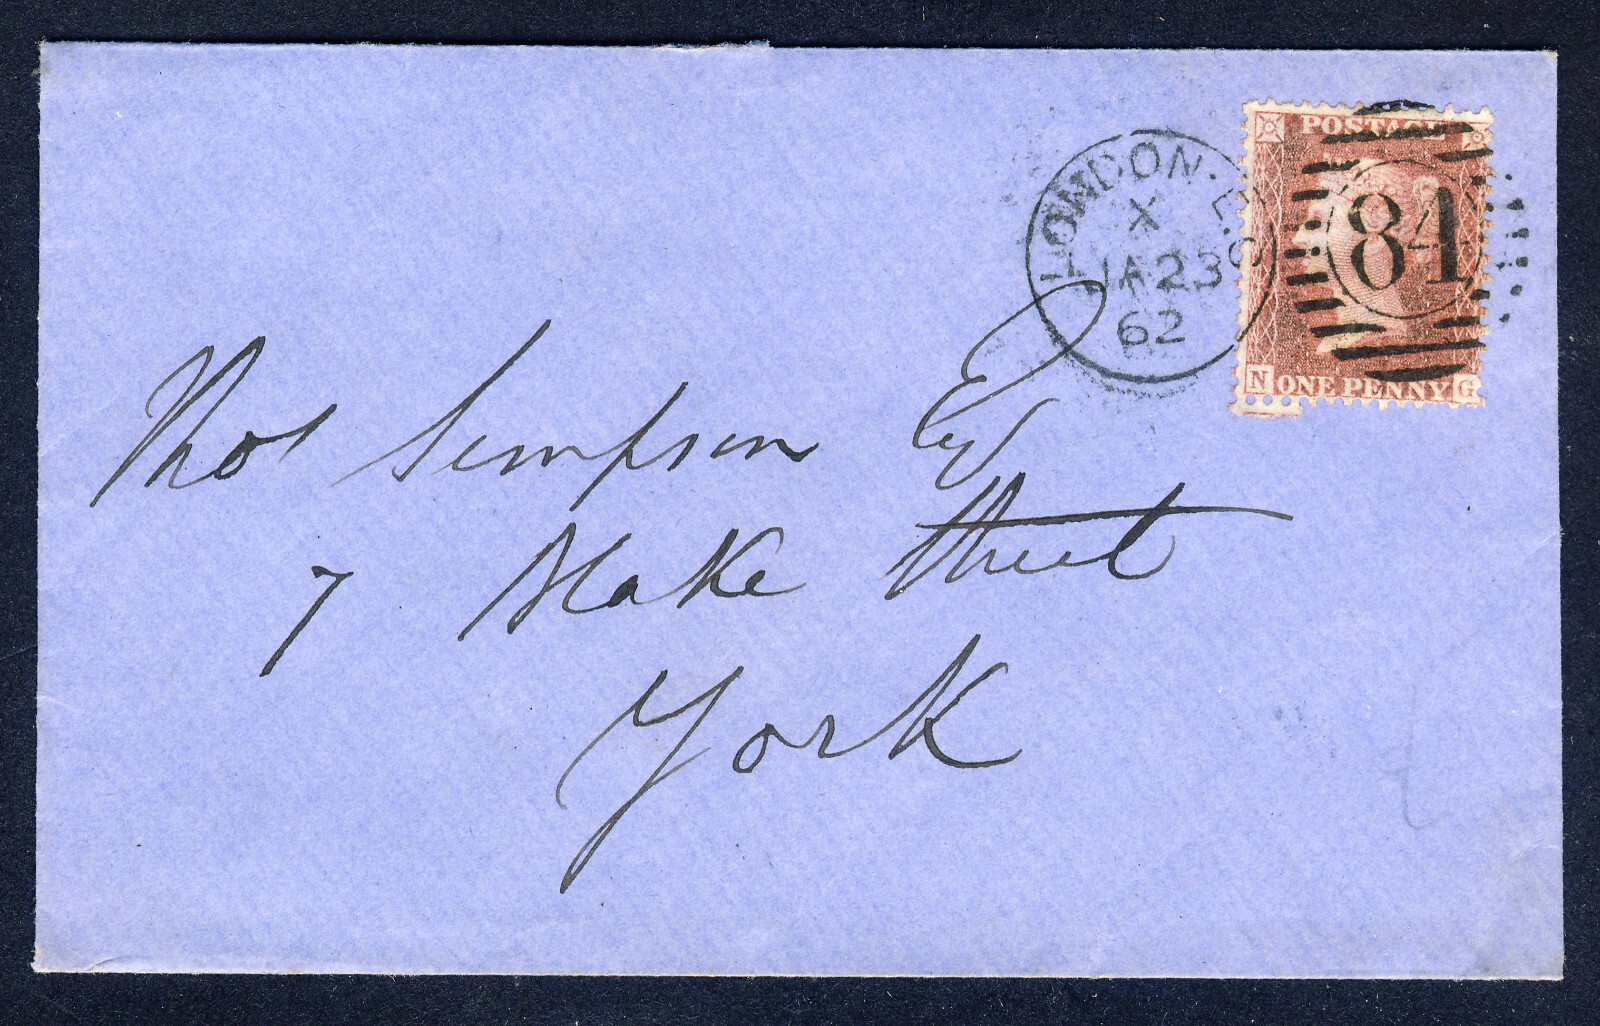 LONDON·E.C
X
JA 23
62
POSTAGE
84
N ONE PENNY G
Thos Simpson Esq
7 Blake Street
York